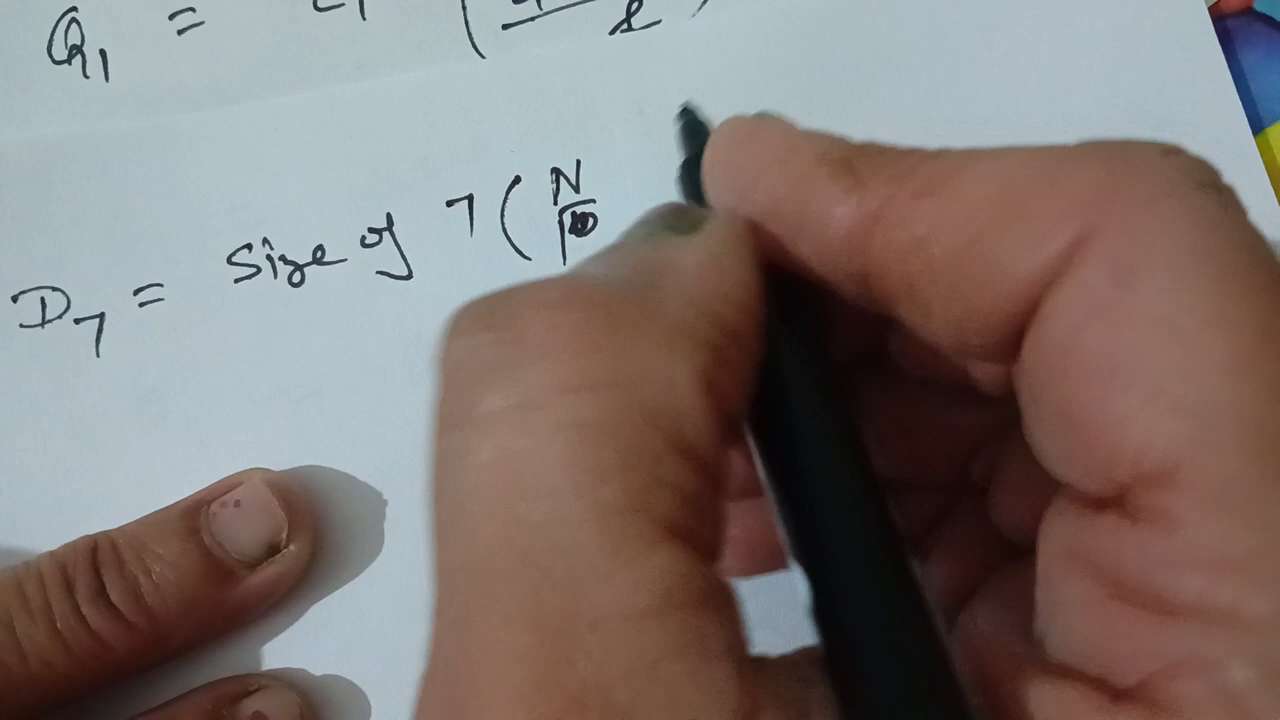 Q₁ = (
D₇ = Size of 7 ( N/10